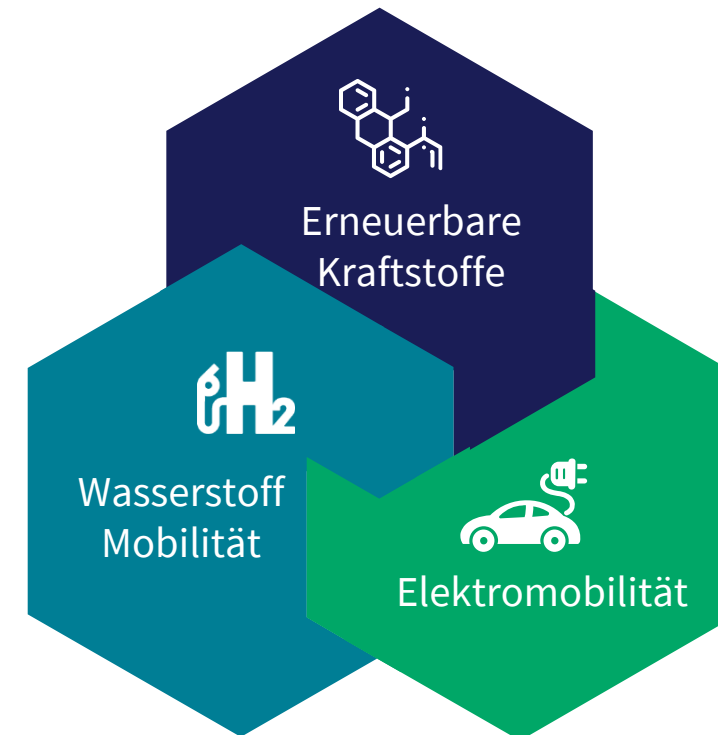 Erneuerbare
Kraftstoffe
H2
Wasserstoff
Mobilität
Elektromobilität